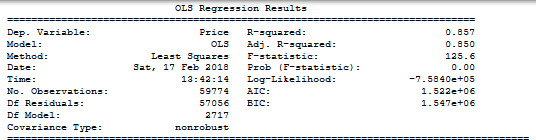 OLS Regression Results
Dep. Variable: Price R-squared: 0.857
Model: OLS Adj. R-squared: 0.850
Method: Least Squares F-statistic: 125.6
Date: Sat, 17 Feb 2018 Prob (F-statistic): 0.00
Time: 13:42:14 Log-Likelihood: -7.5840e+05
No. Observations: 59774 AIC: 1.522e+06
Df Residuals: 57056 BIC: 1.547e+06
Df Model: 2717
Covariance Type: nonrobust